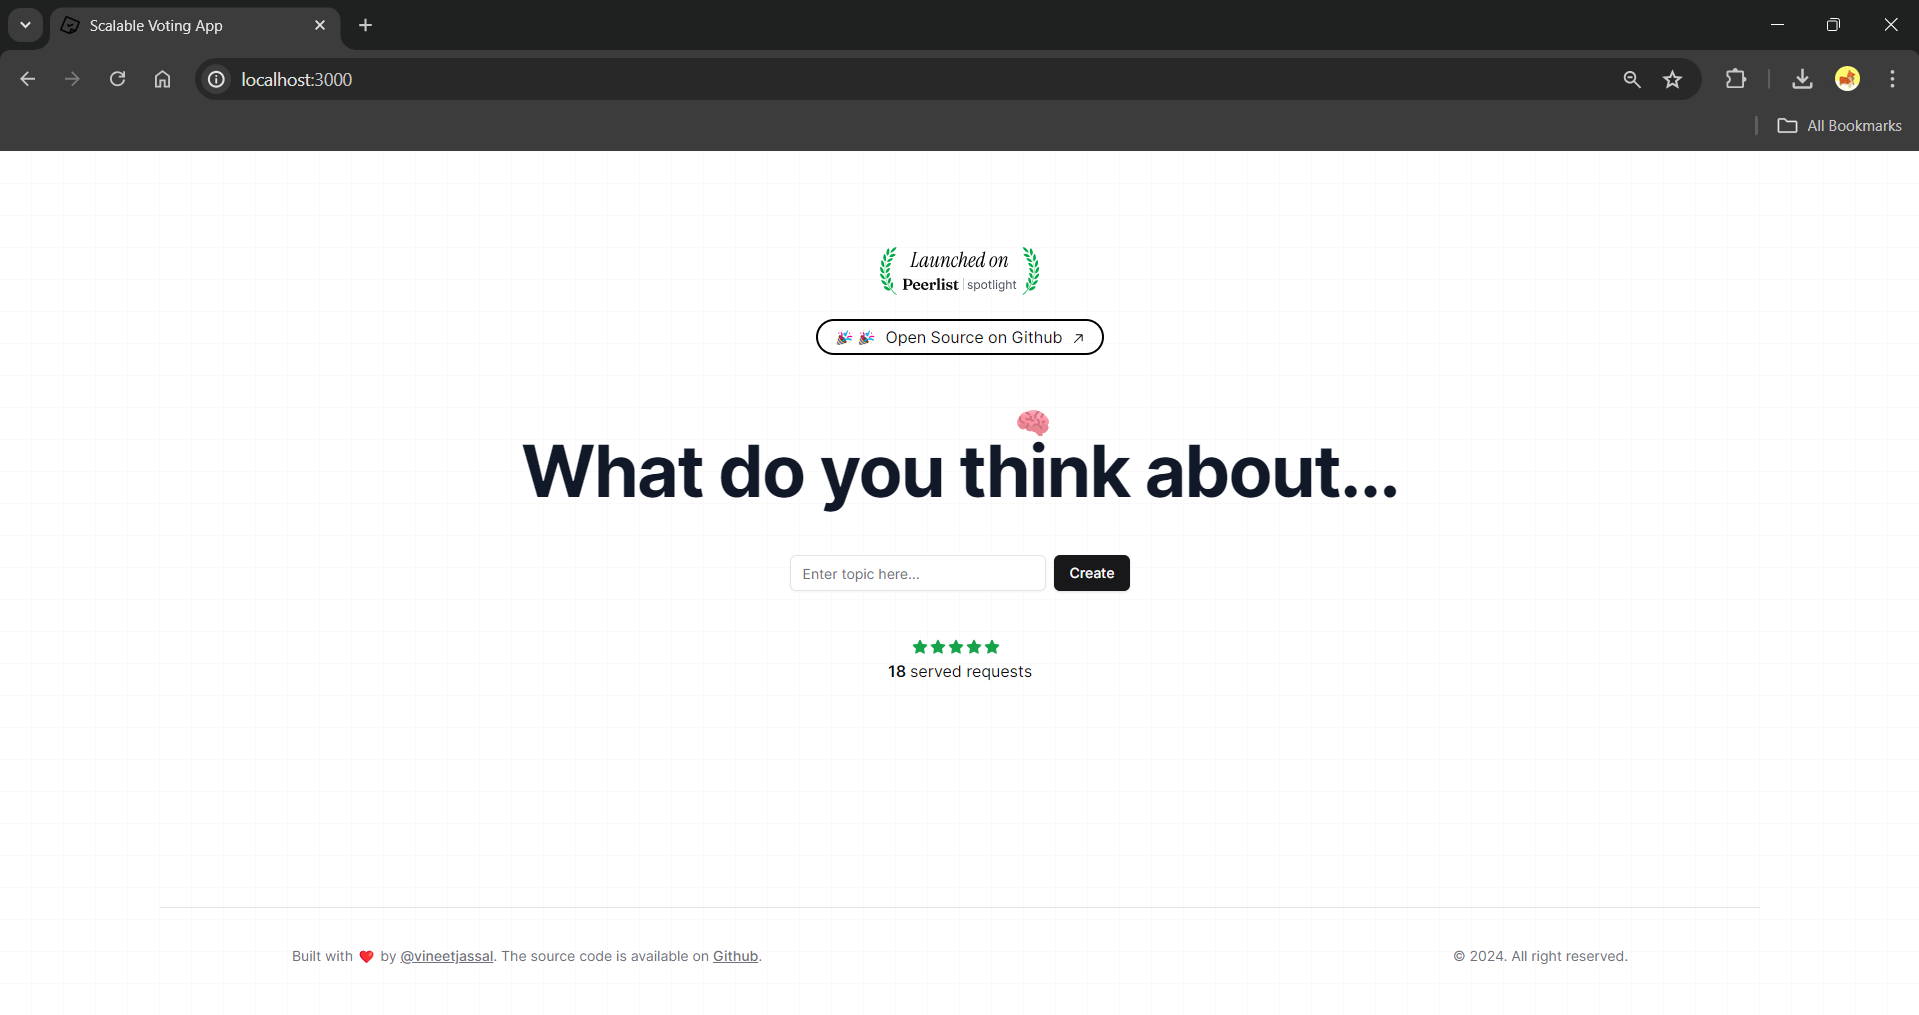 Scalable Voting App
localhost:3000
All Bookmarks
Launched on
Peerlist spotlight
🎉 🎉 Open Source on Github ↗
🧠
What do you think about...
Enter topic here... Create
18 served requests
Built with ❤️ by @vineetjassal. The source code is available on Github.
© 2024. All right reserved.